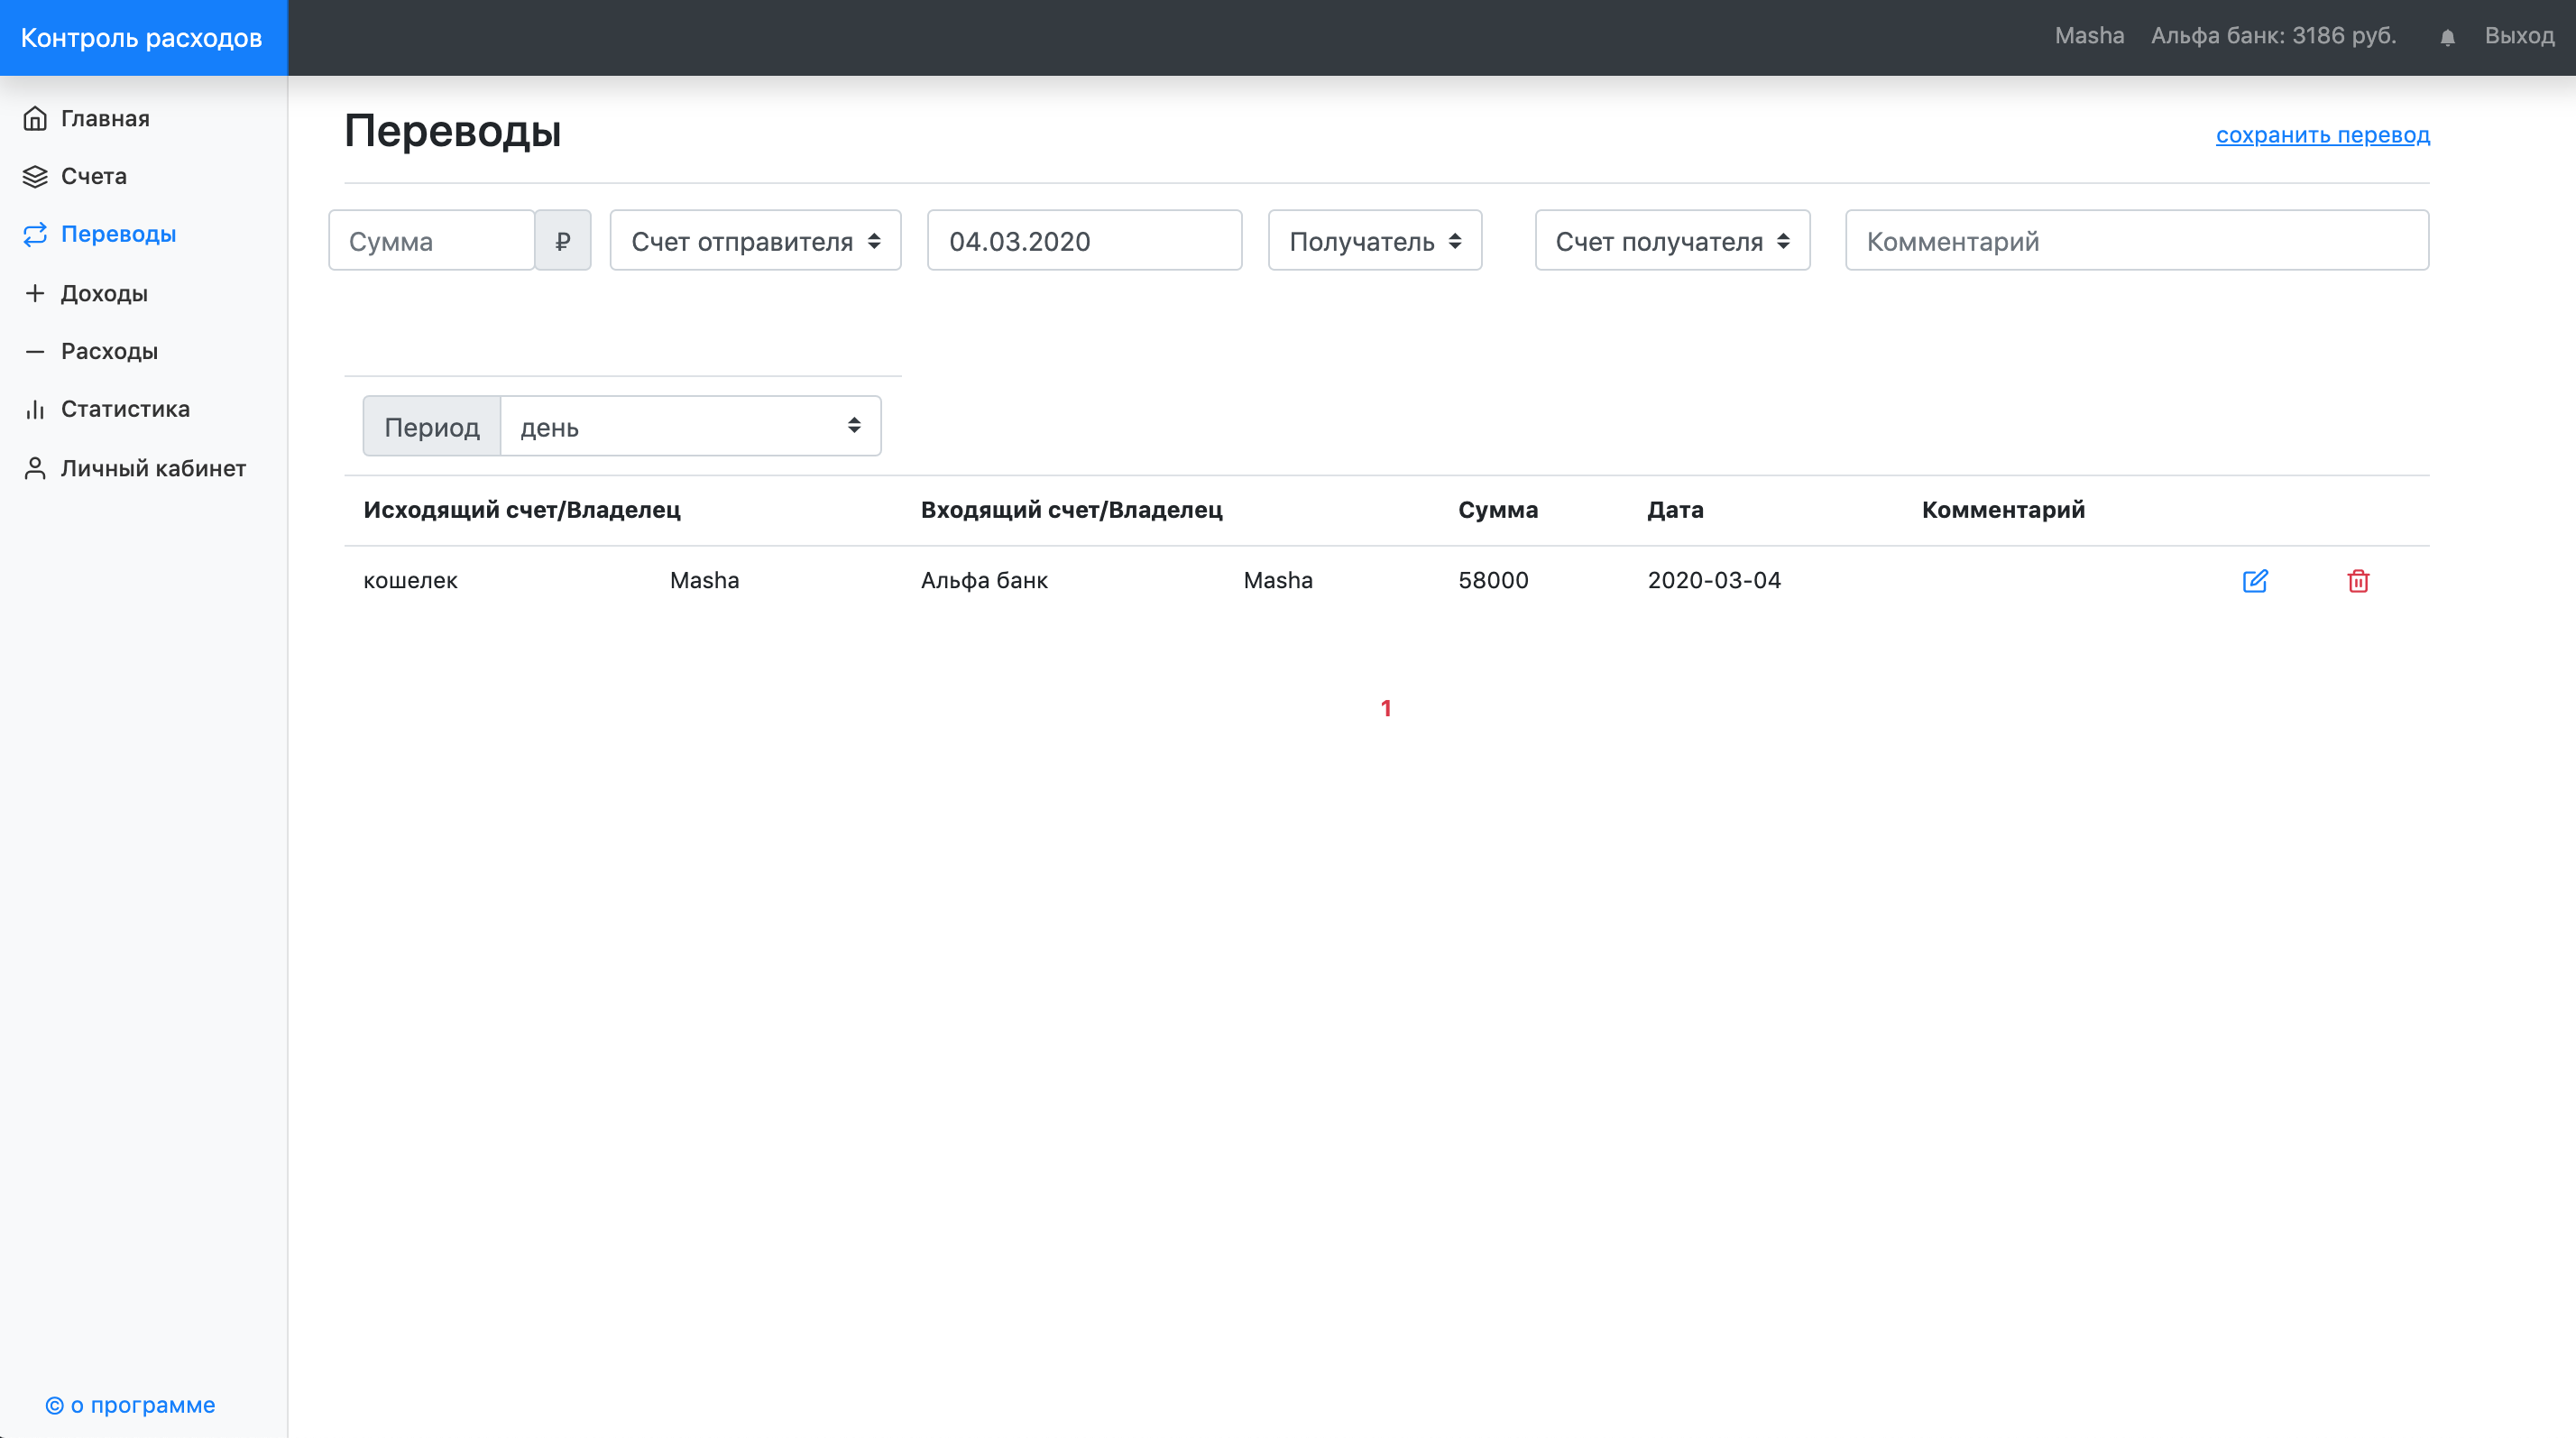 Контроль расходов
Masha Альфа банк: 3186 руб. Выход
Главная
Счета
Переводы
Доходы
Расходы
Статистика
Личный кабинет
© о программе
Переводы
сохранить перевод
Сумма ₽ Счет отправителя 04.03.2020 Получатель Счет получателя Комментарий
Период день
Исходящий счет/Владелец Входящий счет/Владелец Сумма Дата Комментарий
кошелек Masha Альфа банк Masha 58000 2020-03-04
1